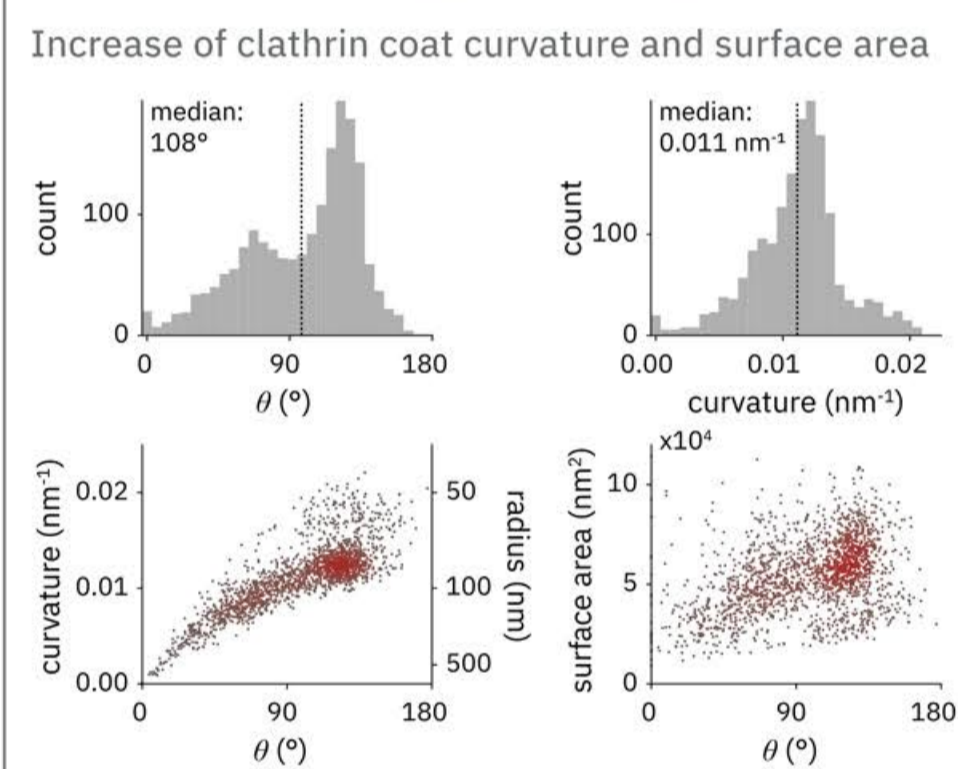 Increase of clathrin coat curvature and surface area
median:
108°
count
100
0
0 90 180
θ (°)
median:
0.011 nm⁻¹
count
100
0
0.00 0.01 0.02
curvature (nm⁻¹)
curvature (nm⁻¹)
0.02
0.01
0.00
0 90 180
θ (°)
50
100
500
radius (nm)
x10⁴
surface area (nm²)
10
5
0
0 90 180
θ (°)